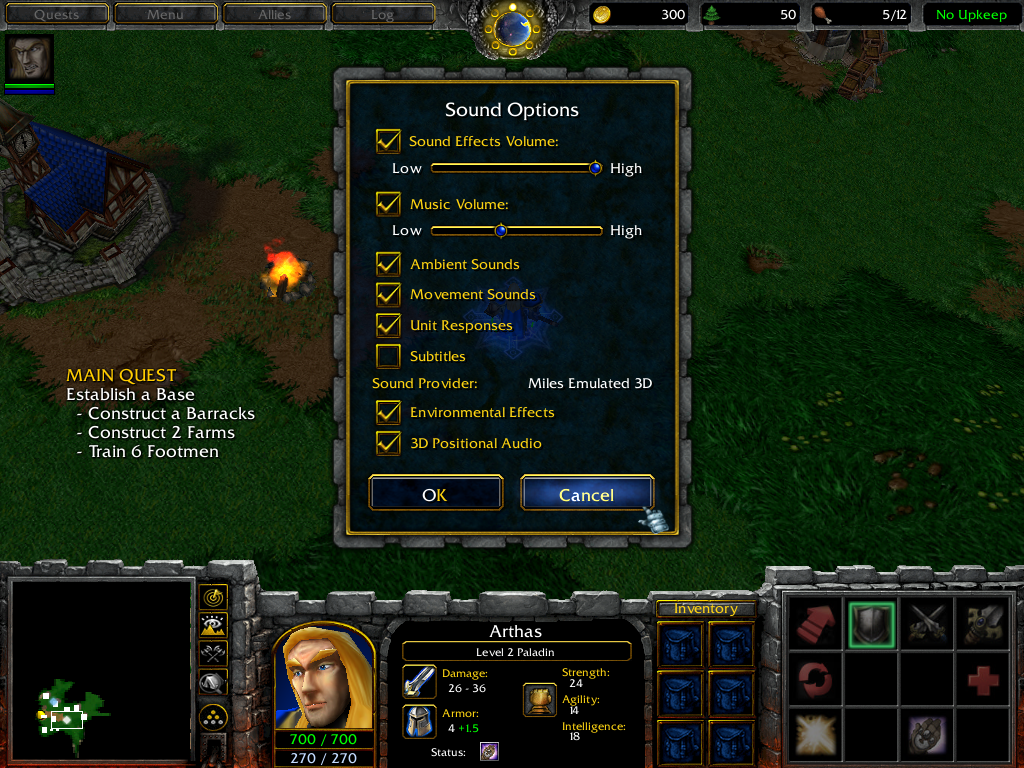 Quests Menu Allies Log 300 50 5/12 No Upkeep
Sound Options
Sound Effects Volume:
Low High
Music Volume:
Low High
Ambient Sounds
Movement Sounds
Unit Responses
Subtitles
Sound Provider: Miles Emulated 3D
Environmental Effects
3D Positional Audio
OK Cancel
MAIN QUEST
Establish a Base
- Construct a Barracks
- Construct 2 Farms
- Train 6 Footmen
Arthas
Level 2 Paladin
Damage:
26 - 36
Armor:
4 +1.5
Status:
Strength:
24
Agility:
14
Intelligence:
18
700 / 700
270 / 270
Inventory